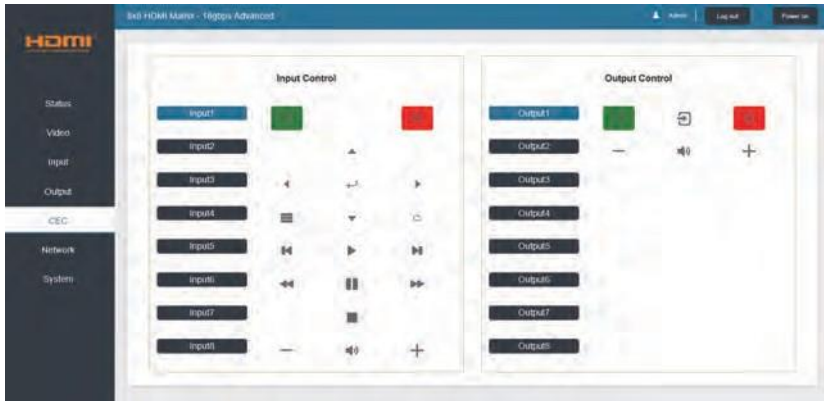 8x8 HDMI Matrix - 18gbps Advanced
Admin
Log out
Power on
HDMI
Status
Video
Input
Output
CEC
Network
System
Input Control
Input1
Input2
Input3
Input4
Input5
Input6
Input7
Input8
Output Control
Output1
Output2
Output3
Output4
Output5
Output6
Output7
Output8